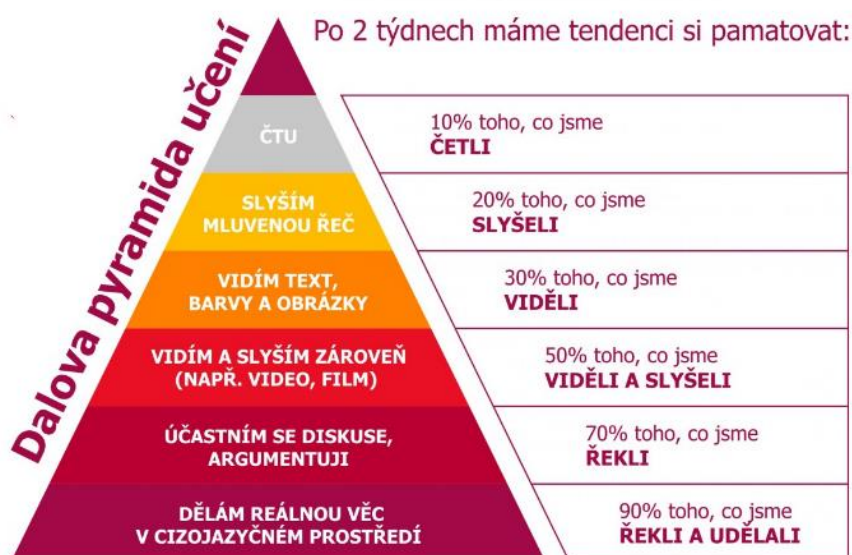 Dalova pyramida učení
Po 2 týdnech máme tendenci si pamatovat:
ČTU
10% toho, co jsme
ČETLI
SLYŠÍM
MLUVENOU ŘEČ
20% toho, co jsme
SLYŠELI
VIDÍM TEXT,
BARVY A OBRÁZKY
30% toho, co jsme
VIDĚLI
VIDÍM A SLYŠÍM ZÁROVEŇ
(NAPŘ. VIDEO, FILM)
50% toho, co jsme
VIDĚLI A SLYŠELI
ÚČASTNÍM SE DISKUSE,
ARGUMENTUJI
70% toho, co jsme
ŘEKLI
DĚLÁM REÁLNOU VĚC
V CIZOJAZYČNÉM PROSTŘEDÍ
90% toho, co jsme
ŘEKLI A UDĚLALI